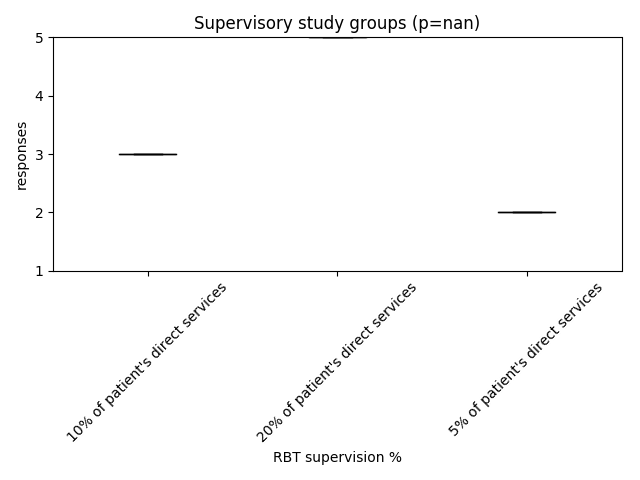 Supervisory study groups (p=nan)
5
4
3
2
1
responses
10% of patient's direct services
20% of patient's direct services
5% of patient's direct services
RBT supervision %